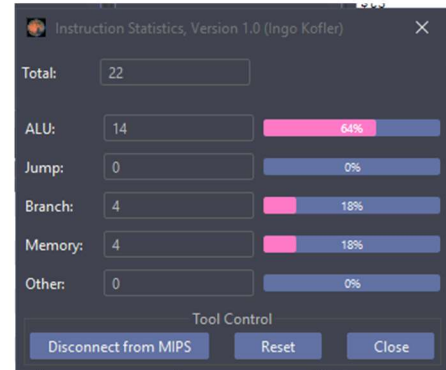 Instruction Statistics, Version 1.0 (Ingo Kofler)
Total: 22
ALU: 14 64%
Jump: 0 0%
Branch: 4 18%
Memory: 4 18%
Other: 0 0%
Tool Control
Disconnect from MIPS Reset Close